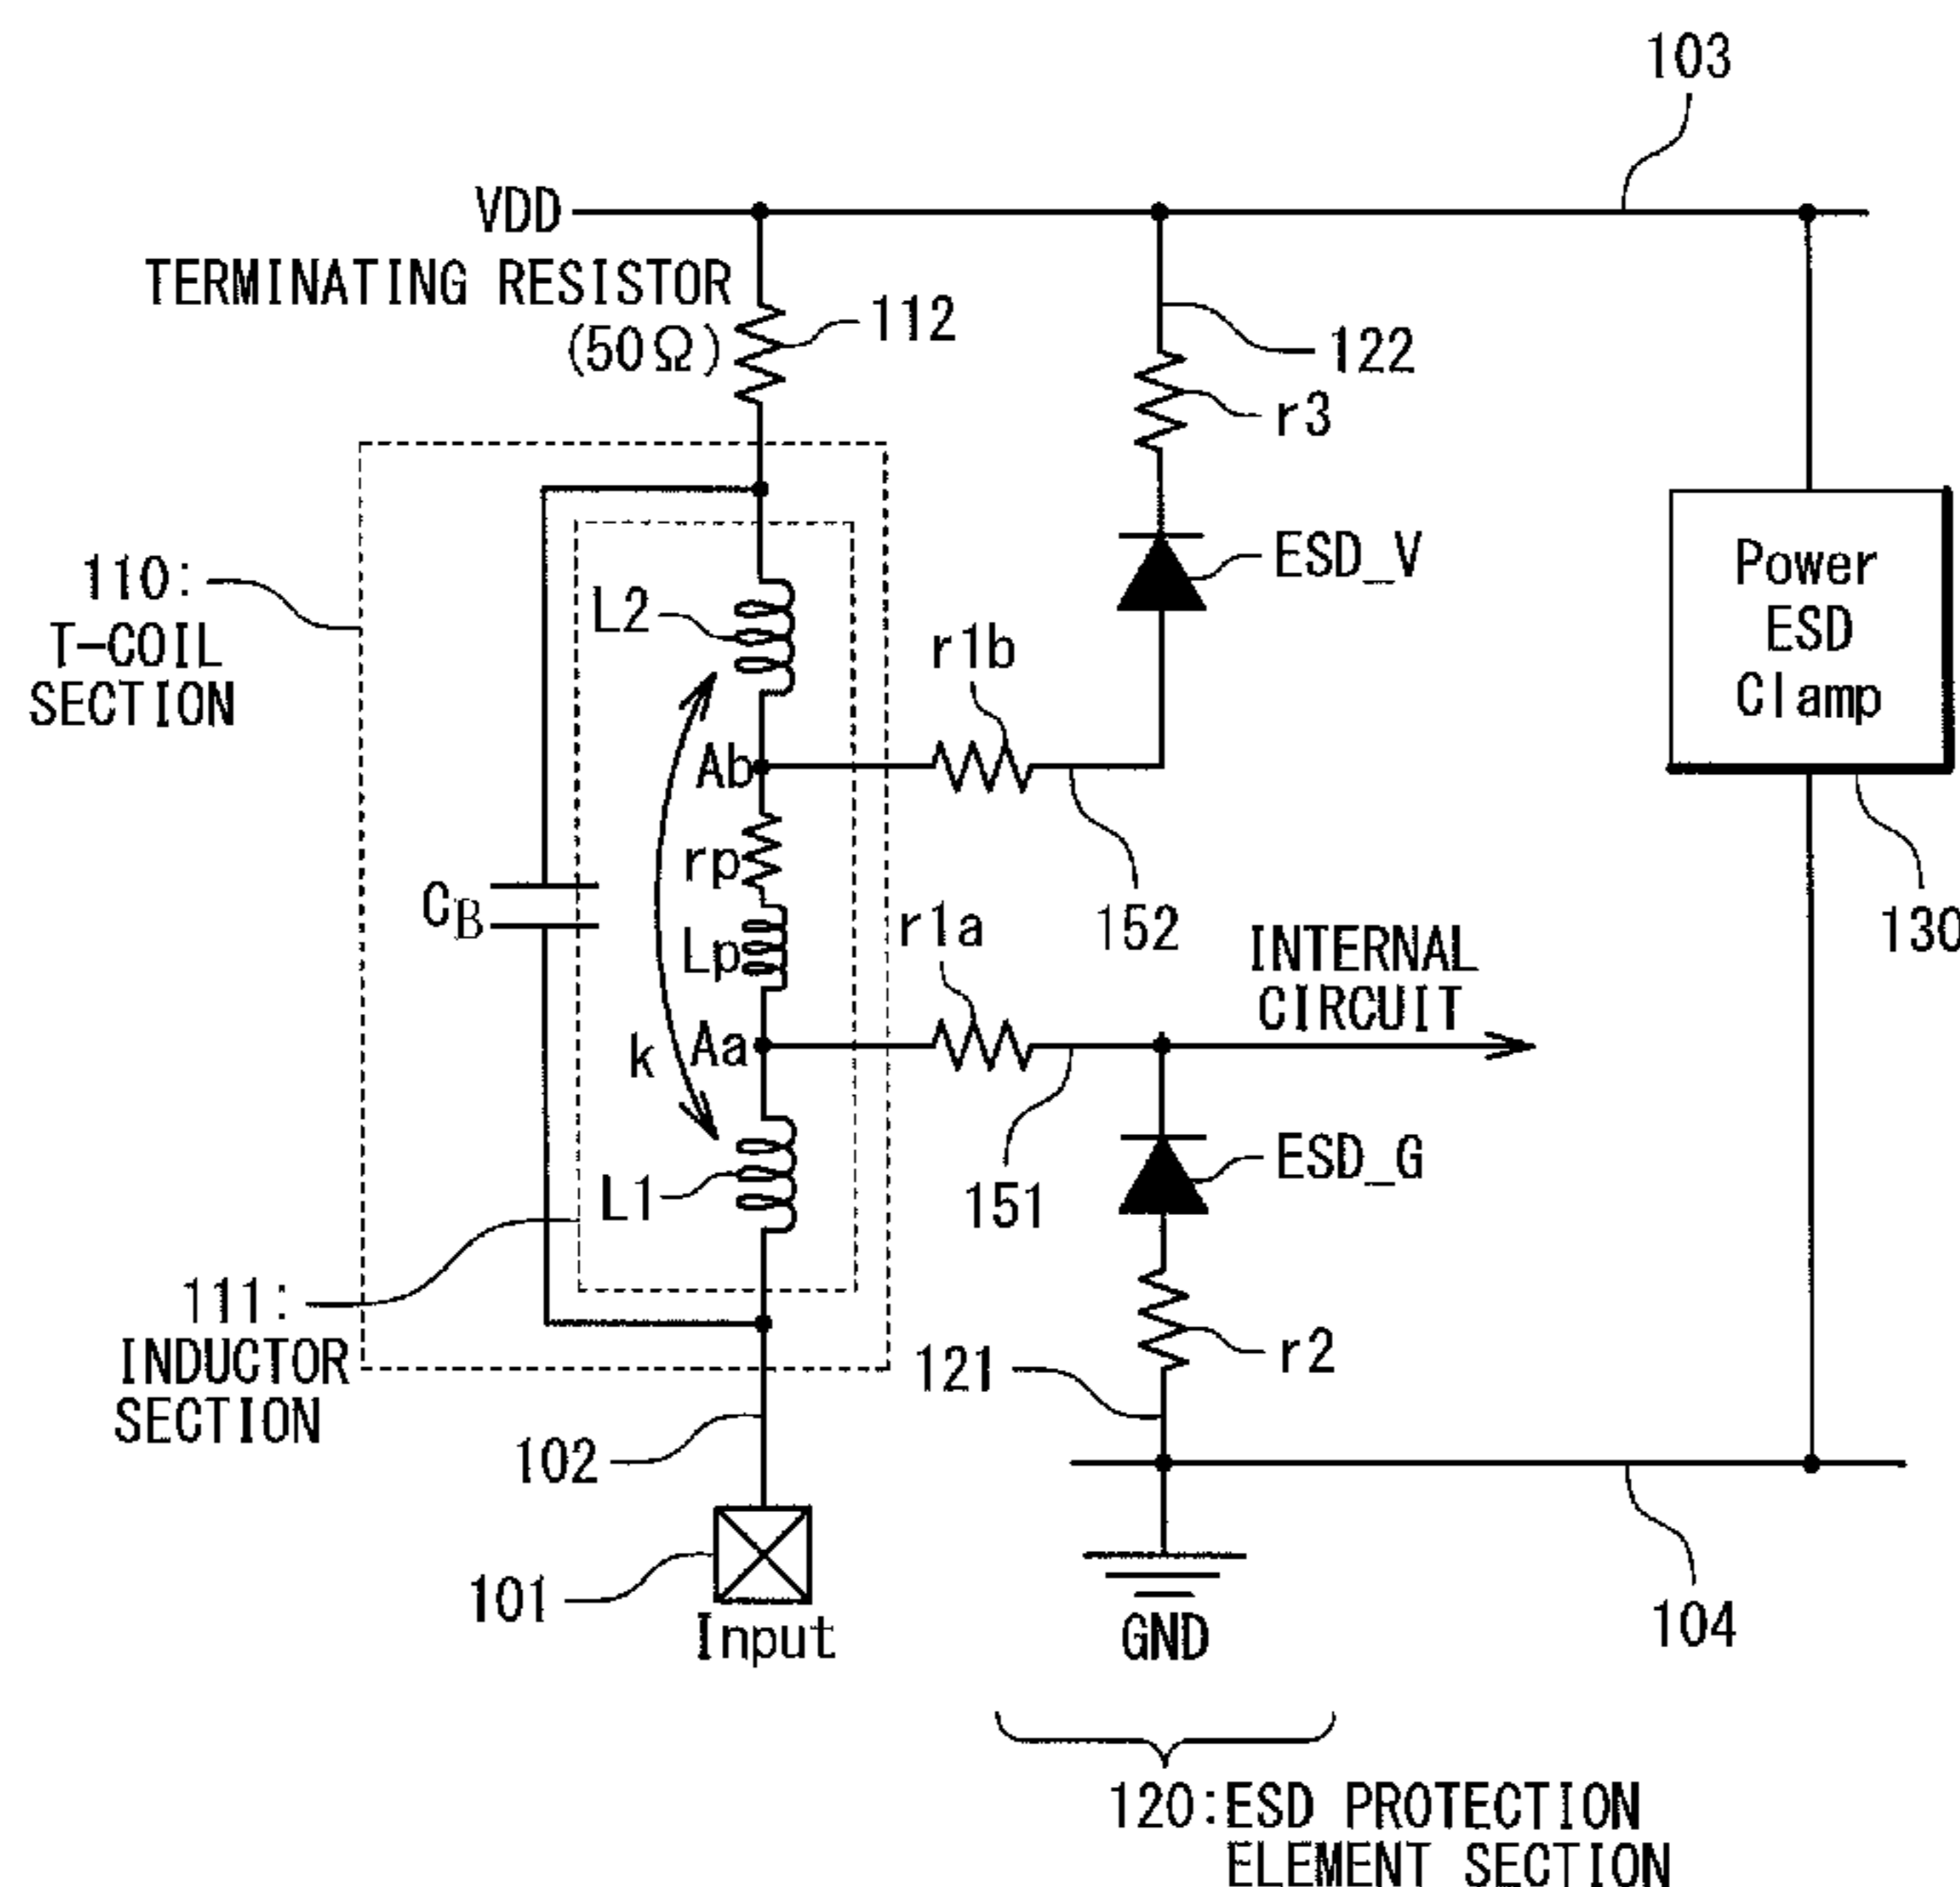 103
VDD
TERMINATING RESISTOR
(50Ω)
112
122
r3
110:
T-COIL
SECTION
L2
r1b
ESD_V
Power
ESD
Clamp
Ab
rp
CB
Lp
r1a
152
INTERNAL
CIRCUIT
130
k
Aa
L1
151
ESD_G
111:
INDUCTOR
SECTION
121
r2
102
101
Input
GND
104
120:ESD PROTECTION
ELEMENT SECTION